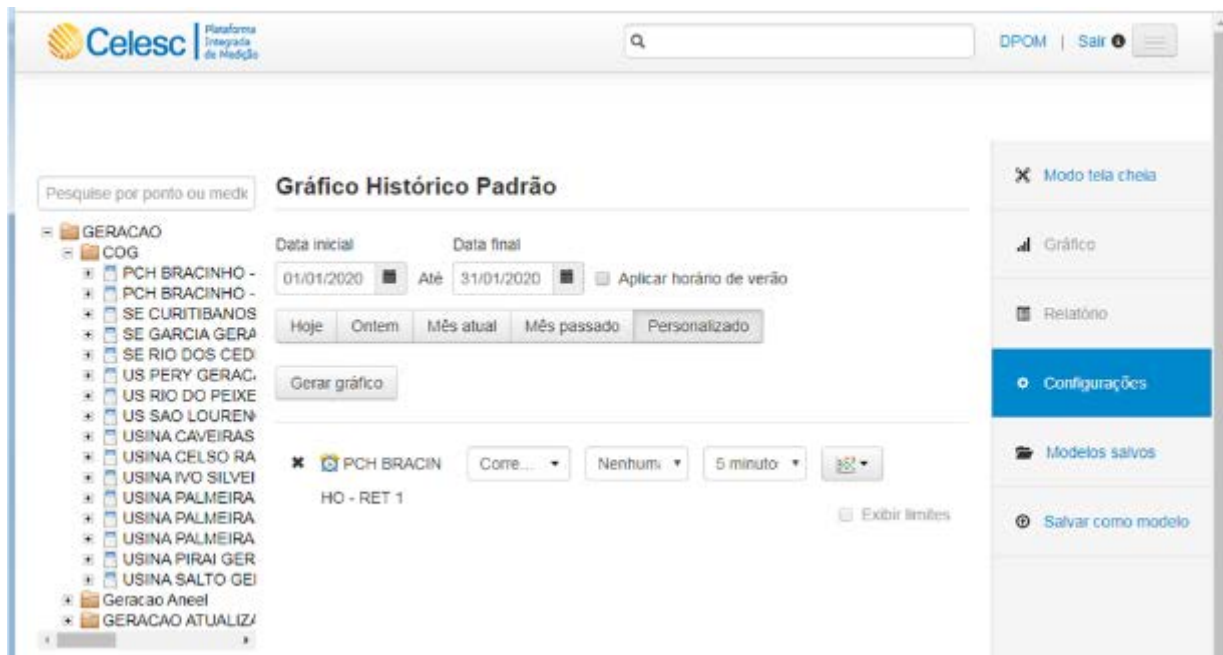 Celesc
Plataforma
Integrada
de Medição
DPOM | Sair
Pesquise por ponto ou medi
GERACAO
COG
PCH BRACINHO -
PCH BRACINHO -
SE CURITIBANOS
SE GARCIA GERA
SE RIO DOS CED
US PERY GERAC
US RIO DO PEIXE
US SAO LOUREN
USINA CAVEIRAS
USINA CELSO RA
USINA IVO SILVEI
USINA PALMEIRA
USINA PALMEIRA
USINA PALMEIRA
USINA PIRAI GER
USINA SALTO GE
Geracao Aneel
GERACAO ATUALIZA
Gráfico Histórico Padrão
Data inicial Data final
01/01/2020 Até 31/01/2020 Aplicar horário de verão
Hoje Ontem Mês atual Mês passado Personalizado
Gerar gráfico
PCH BRACIN Corre... Nenhum 5 minuto
HO - RET 1
Exibir limites
Modo tela cheia
Gráfico
Relatório
Configurações
Modelos salvos
Salvar como modelo